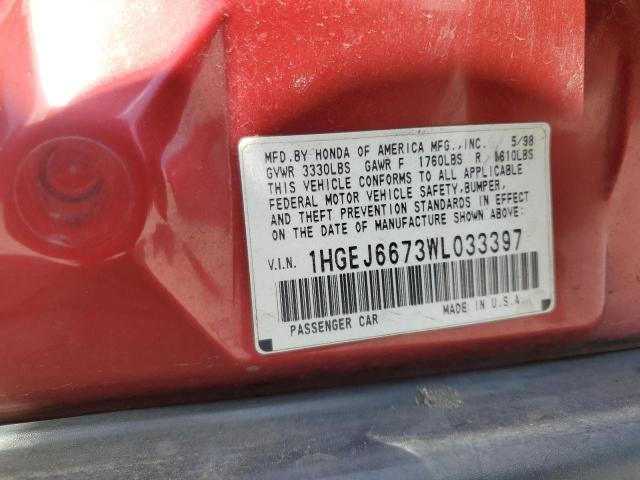 MFD.BY HONDA OF AMERICA MFG.,INC. 5/98
GVWR 3330LBS GAWR F 1760LBS R 1610LBS
THIS VEHICLE CONFORMS TO ALL APPLICABLE
FEDERAL MOTOR VEHICLE SAFETY,BUMPER,
AND THEFT PREVENTION STANDARDS IN EFFECT
ON THE DATE OF MANUFACTURE SHOWN ABOVE:
V.I.N. 1HGEJ6673WL033397
PASSENGER CAR MADE IN U.S.A.